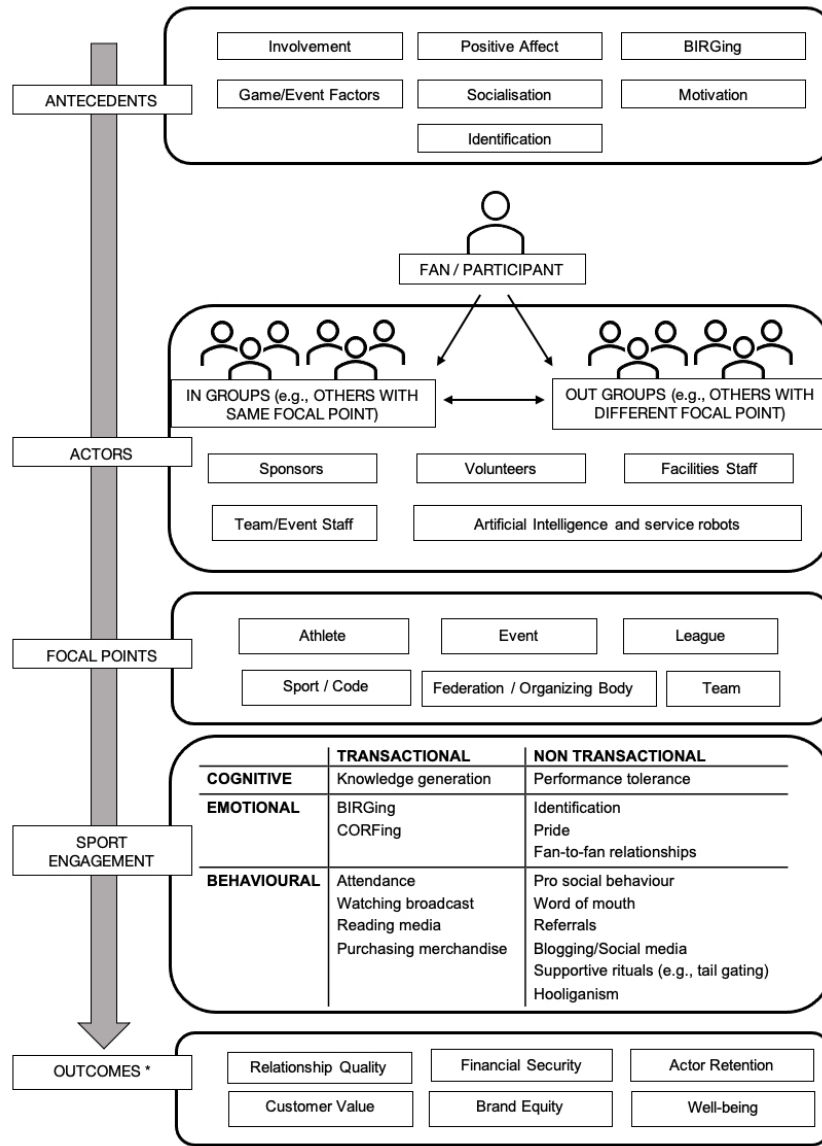 Involvement
Positive Affect
BIRGing
ANTECEDENTS
Game/Event Factors
Socialisation
Motivation
Identification
FAN / PARTICIPANT
IN GROUPS (e.g., OTHERS WITH
SAME FOCAL POINT)
OUT GROUPS (e.g., OTHERS WITH
DIFFERENT FOCAL POINT)
ACTORS
Sponsors
Volunteers
Facilities Staff
Team/Event Staff
Artificial Intelligence and service robots
FOCAL POINTS
Athlete
Event
League
Sport / Code
Federation / Organizing Body
Team
SPORT
ENGAGEMENT
TRANSACTIONAL
NON TRANSACTIONAL
COGNITIVE
Knowledge generation
Performance tolerance
EMOTIONAL
BIRGing
CORFing
Identification
Pride
Fan-to-fan relationships
BEHAVIOURAL
Attendance
Watching broadcast
Reading media
Purchasing merchandise
Pro social behaviour
Word of mouth
Referrals
Blogging/Social media
Supportive rituals (e.g., tail gating)
Hooliganism
OUTCOMES *
Relationship Quality
Financial Security
Actor Retention
Customer Value
Brand Equity
Well-being